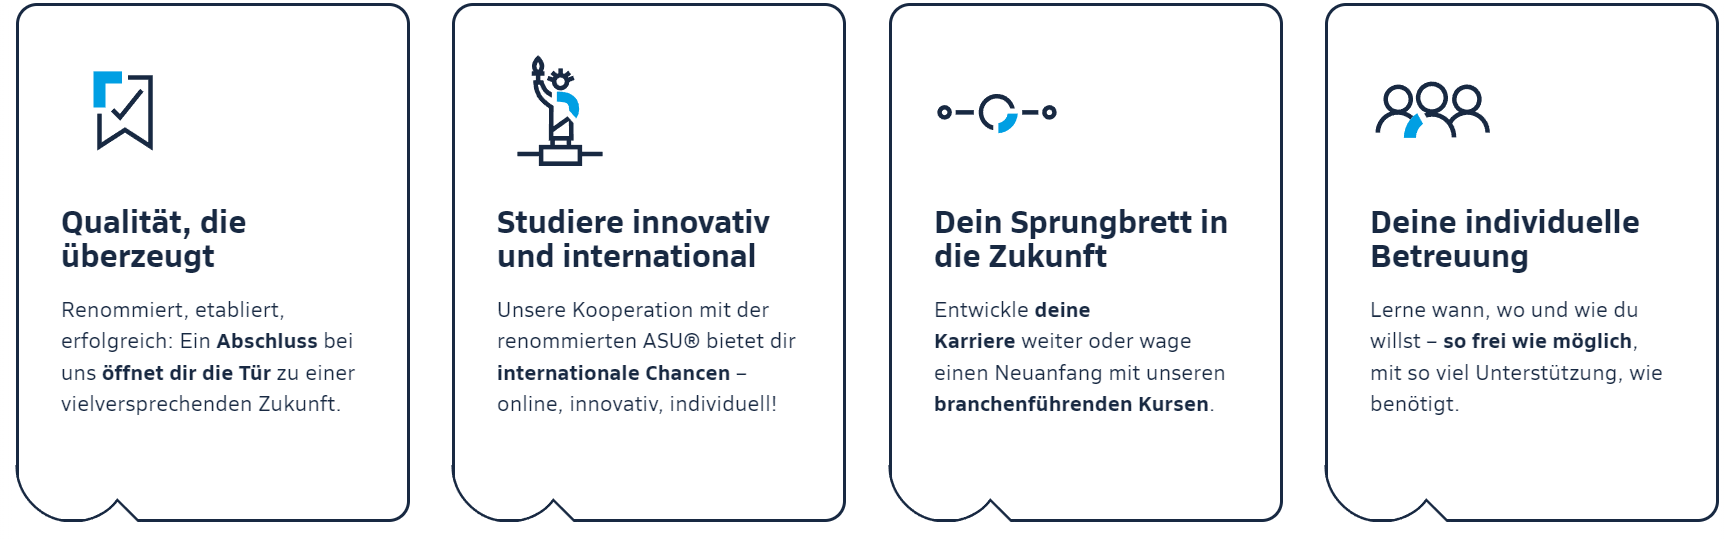 Qualität, die
überzeugt
Renommiert, etabliert,
erfolgreich: Ein Abschluss bei
uns öffnet dir die Tür zu einer
vielversprechenden Zukunft.
Studiere innovativ
und international
Unsere Kooperation mit der
renommierten ASU® bietet dir
internationale Chancen –
online, innovativ, individuell!
Dein Sprungbrett in
die Zukunft
Entwickle deine
Karriere weiter oder wage
einen Neuanfang mit unseren
branchenführenden Kursen.
Deine individuelle
Betreuung
Lerne wann, wo und wie du
willst – so frei wie möglich,
mit so viel Unterstützung, wie
benötigt.